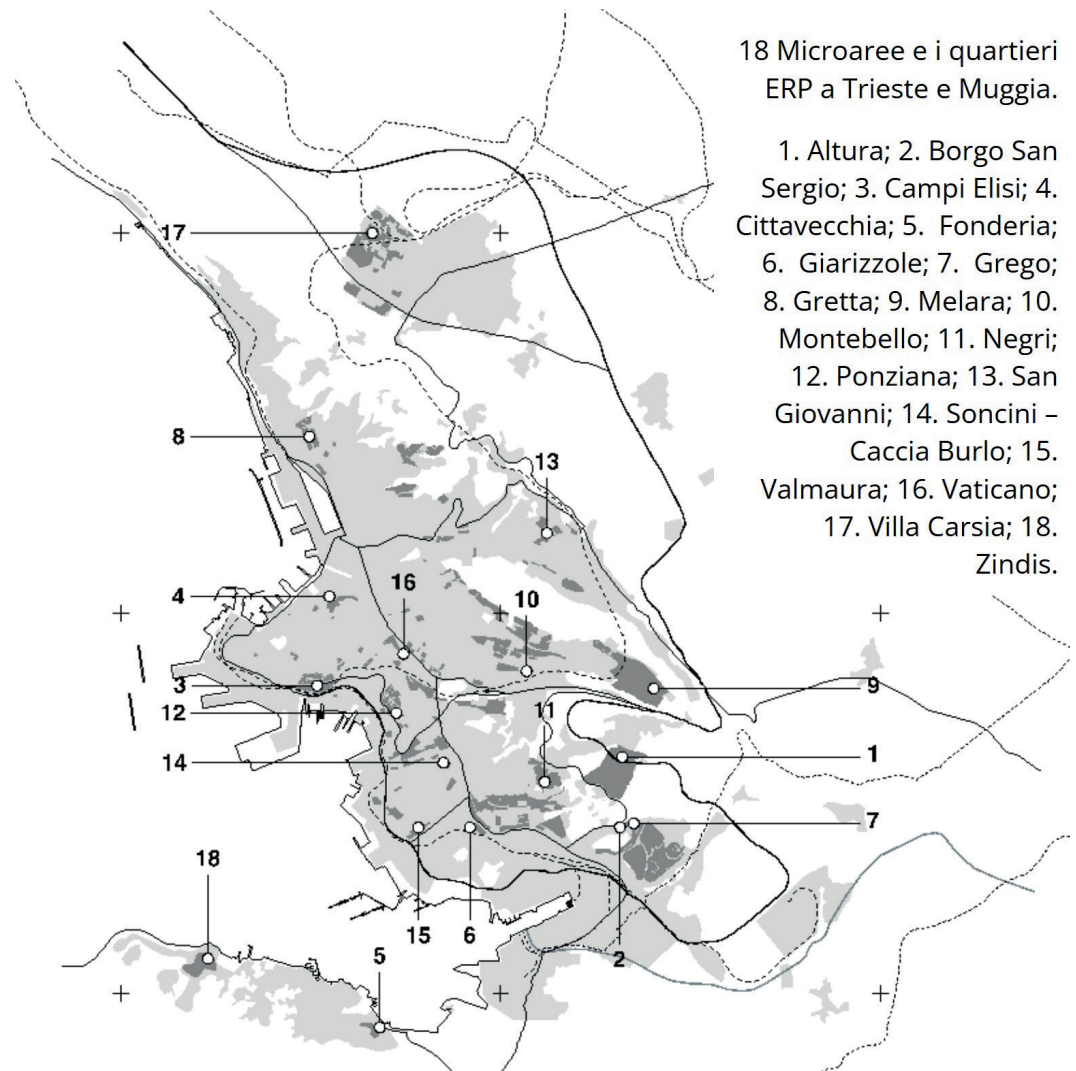 18 Microaree e i quartieri
ERP a Trieste e Muggia.
1. Altura; 2. Borgo San
Sergio; 3. Campi Elisi; 4.
Cittavecchia; 5. Fonderia;
6. Giarizzole; 7. Grego;
8. Gretta; 9. Melara; 10.
Montebello; 11. Negri;
12. Ponziana; 13. San
Giovanni; 14. Soncini –
Caccia Burlo; 15.
Valmaura; 16. Vaticano;
17. Villa Carsia; 18.
Zindis.
17
8
13
4
16
10
3
9
12
11
1
14
7
18
15
6
2
5